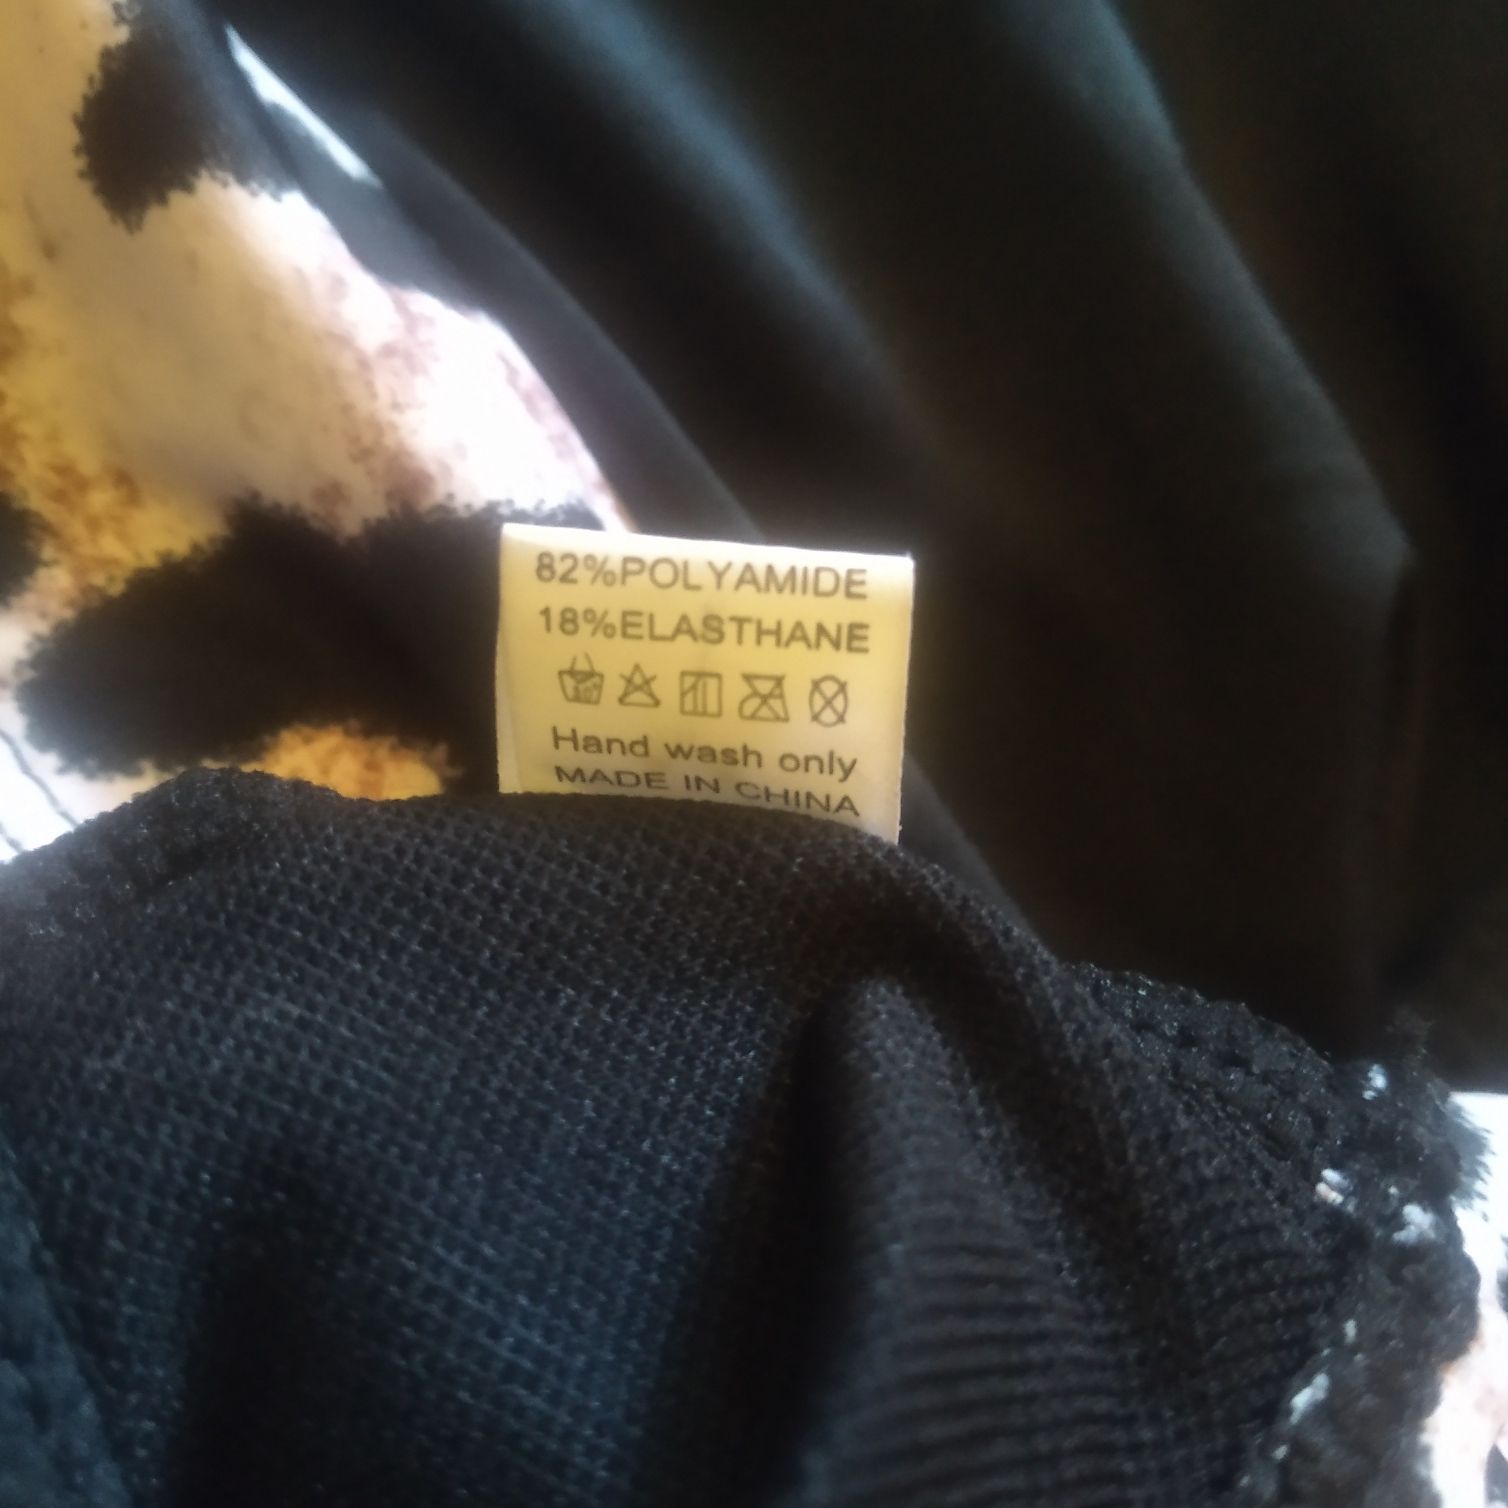 82%POLYAMIDE
18%ELASTHANE
Hand wash only
MADE IN CHINA